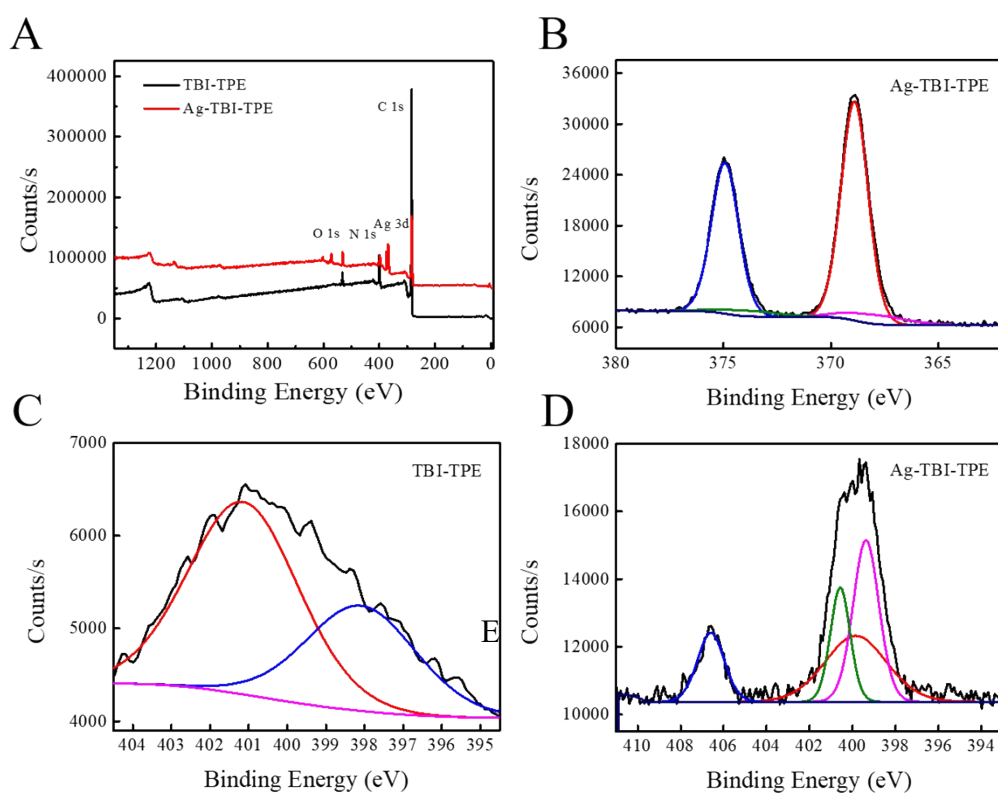 A
TBI-TPE
Ag-TBI-TPE
C 1s
O 1s
N 1s
Ag 3d
400000
350000
300000
250000
200000
150000
100000
50000
0
Counts/s
1200 1000 800 600 400 200 0
Binding Energy (eV)
B
Ag-TBI-TPE
36000
30000
24000
18000
12000
6000
Counts/s
380 375 370 365
Binding Energy (eV)
C
TBI-TPE
7000
6000
5000
4000
Counts/s
404 403 402 401 400 399 398 397 396 395
Binding Energy (eV)
E
D
Ag-TBI-TPE
18000
16000
14000
12000
10000
Counts/s
410 408 406 404 402 400 398 396 394
Binding Energy (eV)